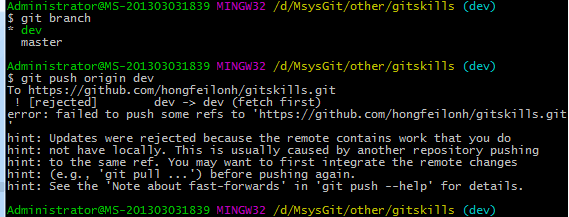 Administrator@MS-201303031839 MINGW32 /d/MsysGit/other/gitskills (dev)
$ git branch
* dev
  master

Administrator@MS-201303031839 MINGW32 /d/MsysGit/other/gitskills (dev)
$ git push origin dev
To https://github.com/hongfeilonh/gitskills.git
 ! [rejected]        dev -> dev (fetch first)
error: failed to push some refs to 'https://github.com/hongfeilonh/gitskills.git
'
hint: Updates were rejected because the remote contains work that you do
hint: not have locally. This is usually caused by another repository pushing
hint: to the same ref. You may want to first integrate the remote changes
hint: (e.g., 'git pull ...') before pushing again.
hint: See the 'Note about fast-forwards' in 'git push --help' for details.

Administrator@MS-201303031839 MINGW32 /d/MsysGit/other/gitskills (dev)